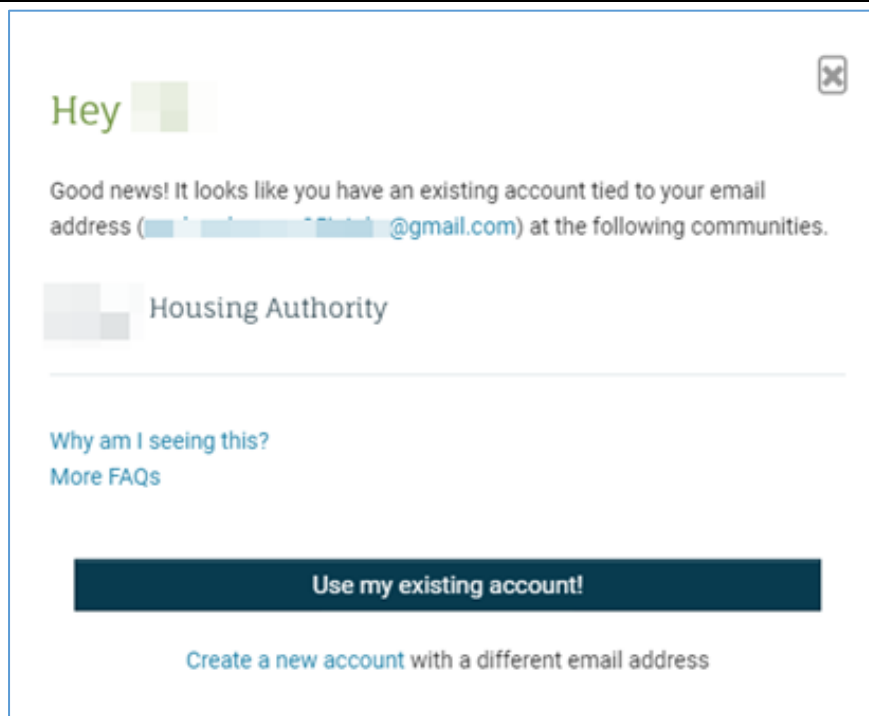 Hey
Good news! It looks like you have an existing account tied to your email
address ( @gmail.com) at the following communities.
Housing Authority
Why am I seeing this?
More FAQs
Use my existing account!
Create a new account with a different email address